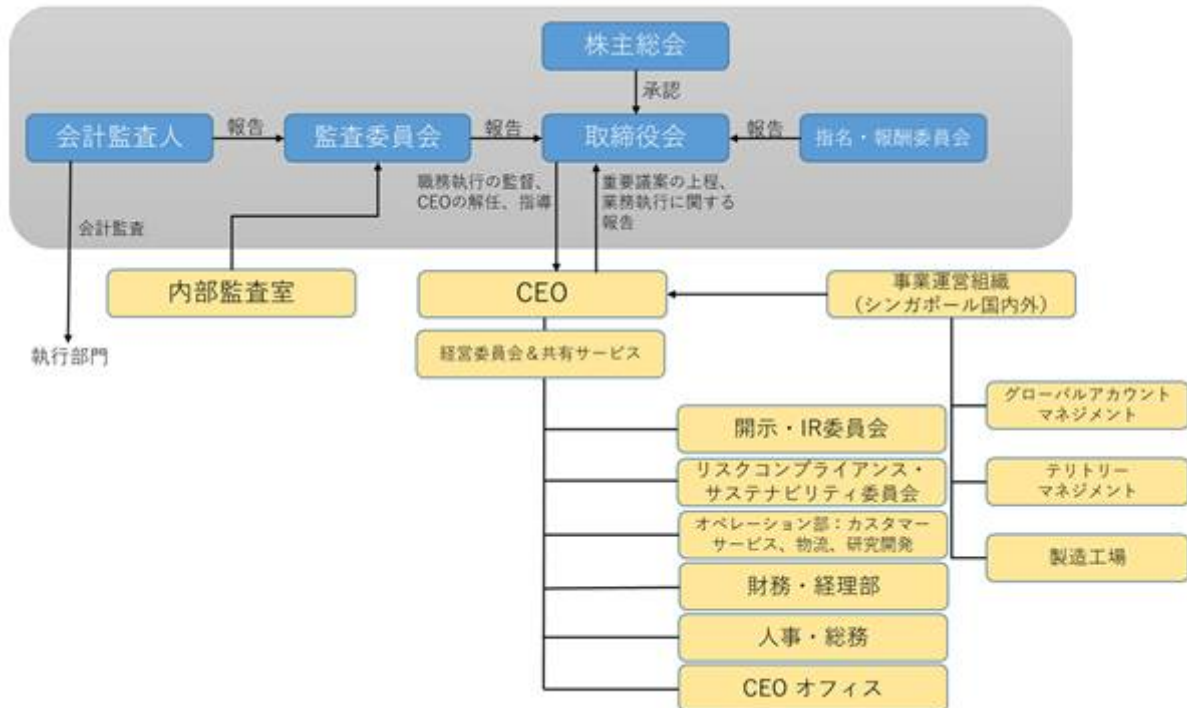 株主総会
承認
会計監査人
報告
監査委員会
報告
取締役会
報告
指名・報酬委員会
職務執行の監督、
CEOの解任、指導
重要議案の上程、
業務執行に関する
報告
会計監査
内部監査室
CEO
事業運営組織
(シンガポール国内外)
執行部門
経営委員会&共有サービス
グローバルアカウント
マネジメント
開示・IR委員会
リスクコンプライアンス・
サステナビリティ委員会
テリトリー
マネジメント
オペレーション部:カスタマー
サービス、物流、研究開発
製造工場
財務・経理部
人事・総務
CEO オフィス